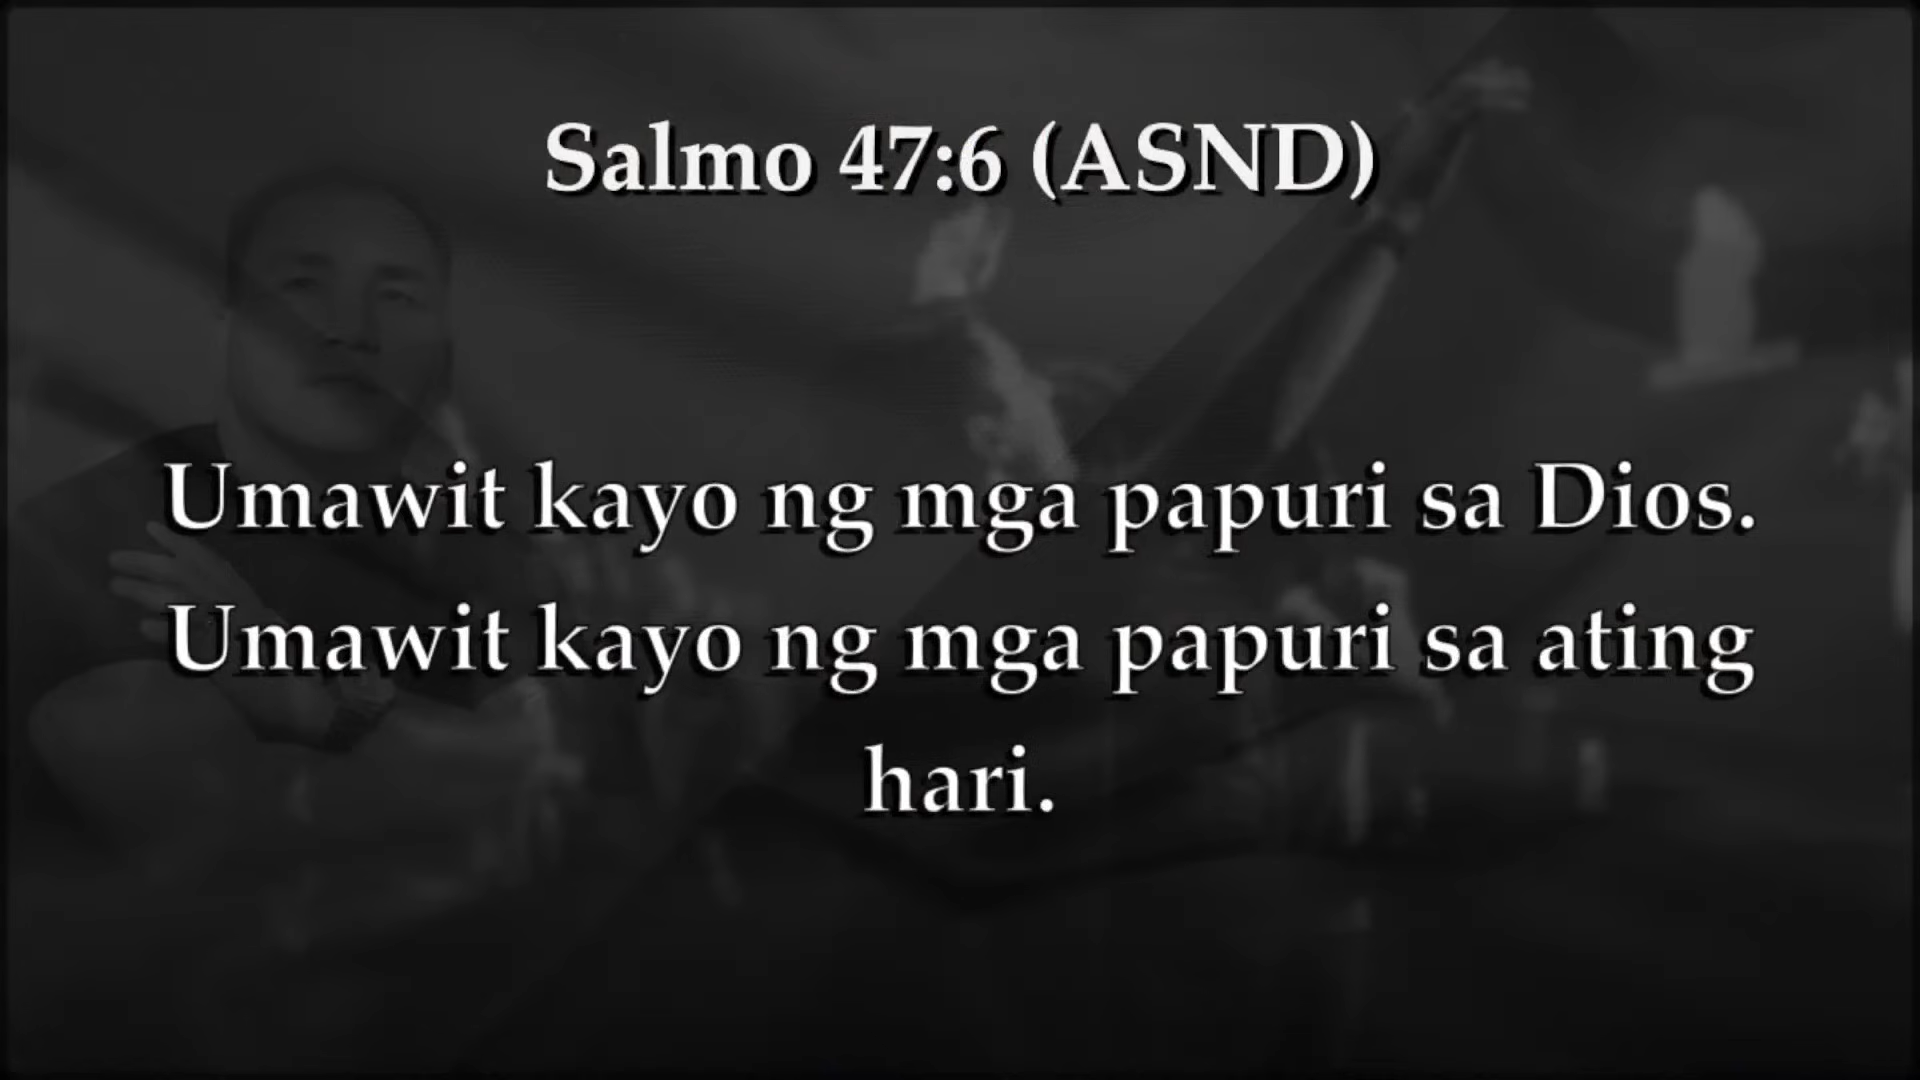 Salmo 47:6 (ASND)
Umawit kayo ng mga papuri sa Dios.
Umawit kayo ng mga papuri sa ating
hari.